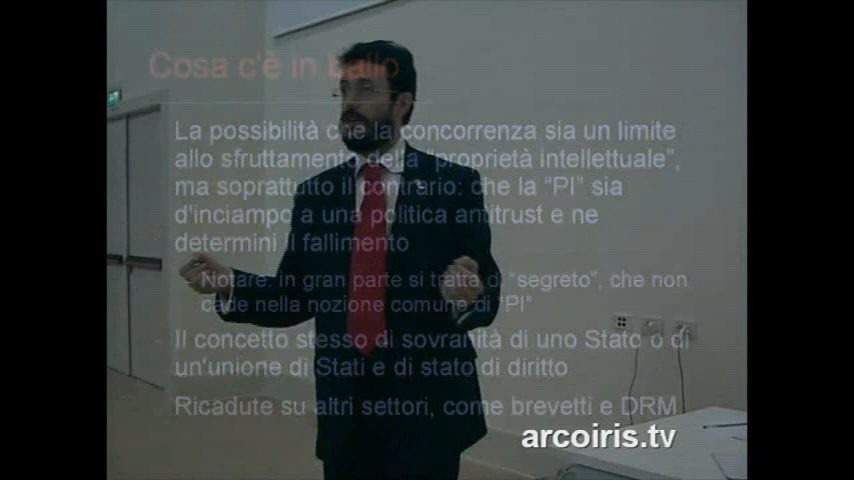 Cosa c'è in ballo
La possibilità che la concorrenza sia un limite
allo sfruttamento della "proprietà intellettuale",
ma soprattutto il contrario: che la "PI" sia
d'inciampo a una politica antitrust e ne
determini il fallimento
Notare: in gran parte si tratta di "segreto", che non
cade nella nozione comune di "PI"
Il concetto stesso di sovranità di uno Stato o di
un'unione di Stati e di stato di diritto
Ricadute su altri settori, come brevetti e DRM
arcoiris.tv